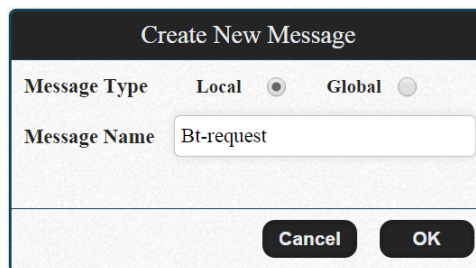 Create New Message
Message Type Local Global
Message Name Bt-request
Cancel OK